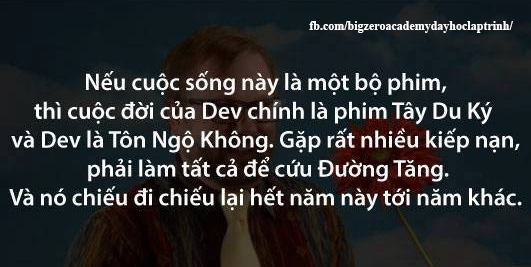 fb.com/bigzeroacademydayhoclaptrinh/
Nếu cuộc sống này là một bộ phim,
thì cuộc đời của Dev chính là phim Tây Du Ký
và Dev là Tôn Ngộ Không. Gặp rất nhiều kiếp nạn,
phải làm tất cả để cứu Đường Tăng.
Và nó chiếu đi chiếu lại hết năm này tới năm khác.